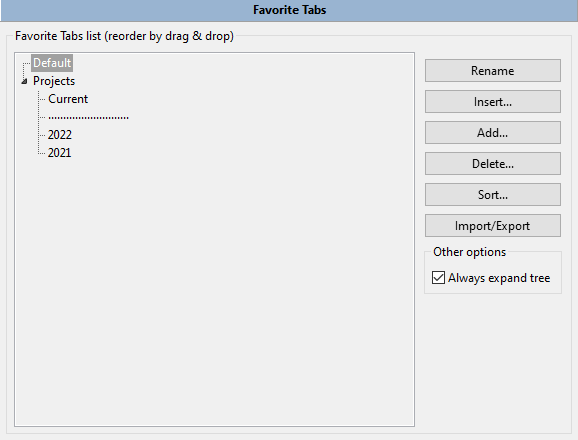 Favorite Tabs
Favorite Tabs list (reorder by drag & drop)
Default
Projects
Current
...........................
2022
2021
Rename
Insert...
Add...
Delete...
Sort...
Import/Export
Other options
Always expand tree